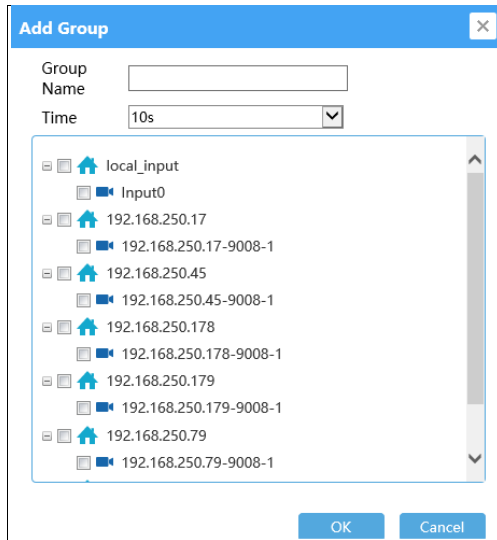 Add Group
Group
Name
Time 10s
local_input
Input0
192.168.250.17
192.168.250.17-9008-1
192.168.250.45
192.168.250.45-9008-1
192.168.250.178
192.168.250.178-9008-1
192.168.250.179
192.168.250.179-9008-1
192.168.250.79
192.168.250.79-9008-1
OK Cancel